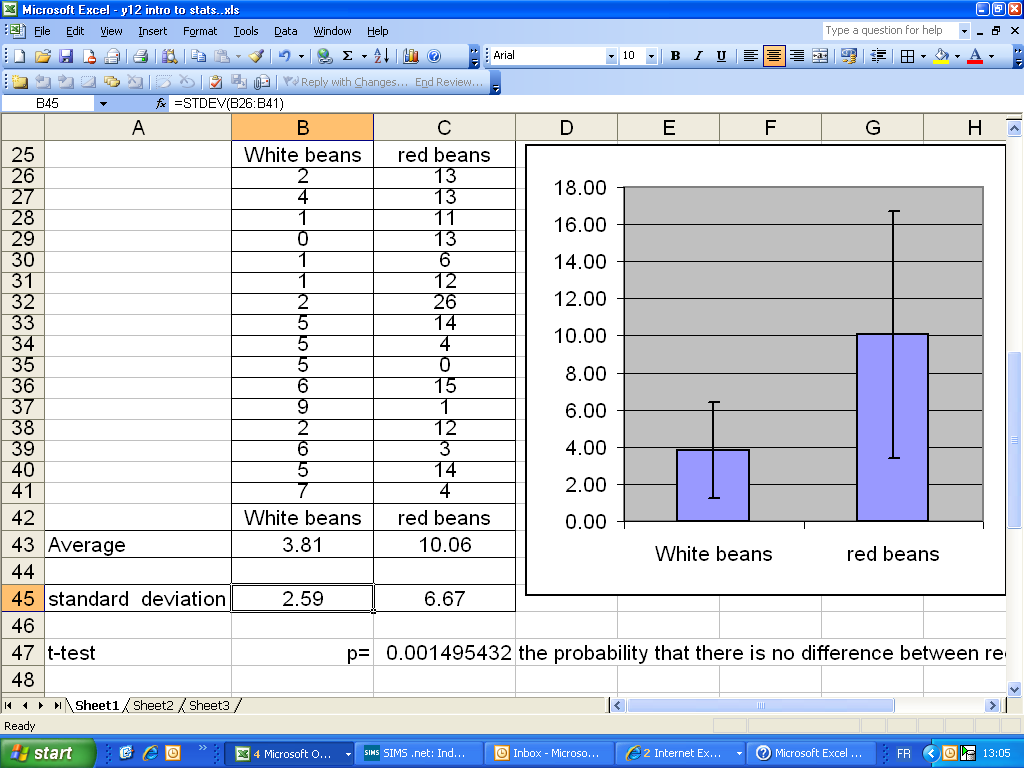 Microsoft Excel - y12 intro to stats..xls
File Edit View Insert Format Tools Data Window Help
Type a question for help
Arial 10 B I U
Reply with Changes... End Review...
B45 fx =STDEV(B26:B41)
A B C D E F G H
25 White beans red beans
26 2 13
27 4 13
28 1 11
29 0 13
30 1 6
31 1 12
32 2 26
33 5 14
34 5 4
35 5 0
36 6 15
37 9 1
38 2 12
39 6 3
40 5 14
41 7 4
42 White beans red beans
43 Average 3.81 10.06
44
45 standard deviation 2.59 6.67
46
47 t-test p= 0.001495432 the probability that there is no difference between
48
18.00
16.00
14.00
12.00
10.00
8.00
6.00
4.00
2.00
0.00
White beans red beans
Sheet1 Sheet2 Sheet3
Ready
start 4 Microsoft O... SIMS .net: Ind... Inbox - Microso... 2 Internet Ex... Microsoft Excel ... FR 13:05